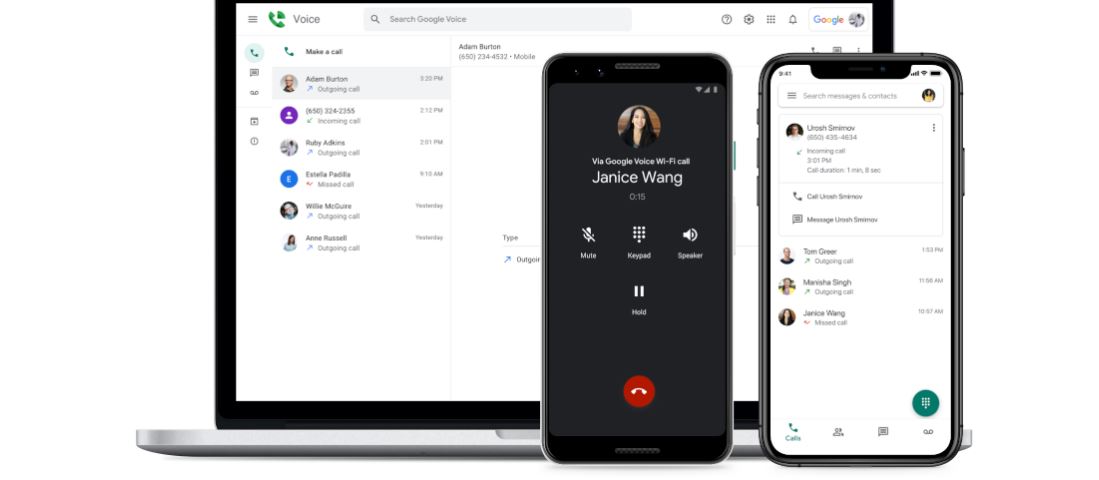 Voice
Search Google Voice
Google
Make a call
Adam Burton
3:20 PM
Outgoing call
(650) 324-2355
2:12 PM
Incoming call
Ruby Adkins
2:01 PM
Outgoing call
E
Estella Padilla
9:10 AM
Missed call
Willie McGuire
Yesterday
Outgoing call
Anne Russell
Yesterday
Outgoing call
Adam Burton
(650) 234-4532 • Mobile
Type
Outgoin
Via Google Voice Wi-Fi call
Janice Wang
0:15
Mute
Keypad
Speaker
Hold
9:41
Search messages & contacts
Urosh Smirnov
(650) 435-4634
Incoming call
3:01 PM
Call duration: 1 min, 8 sec
Call Urosh Smirnov
Message Urosh Smirnov
Tom Greer
1:53 PM
Outgoing call
Manisha Singh
11:56 AM
Outgoing call
Janice Wang
10:57 AM
Missed call
Calls